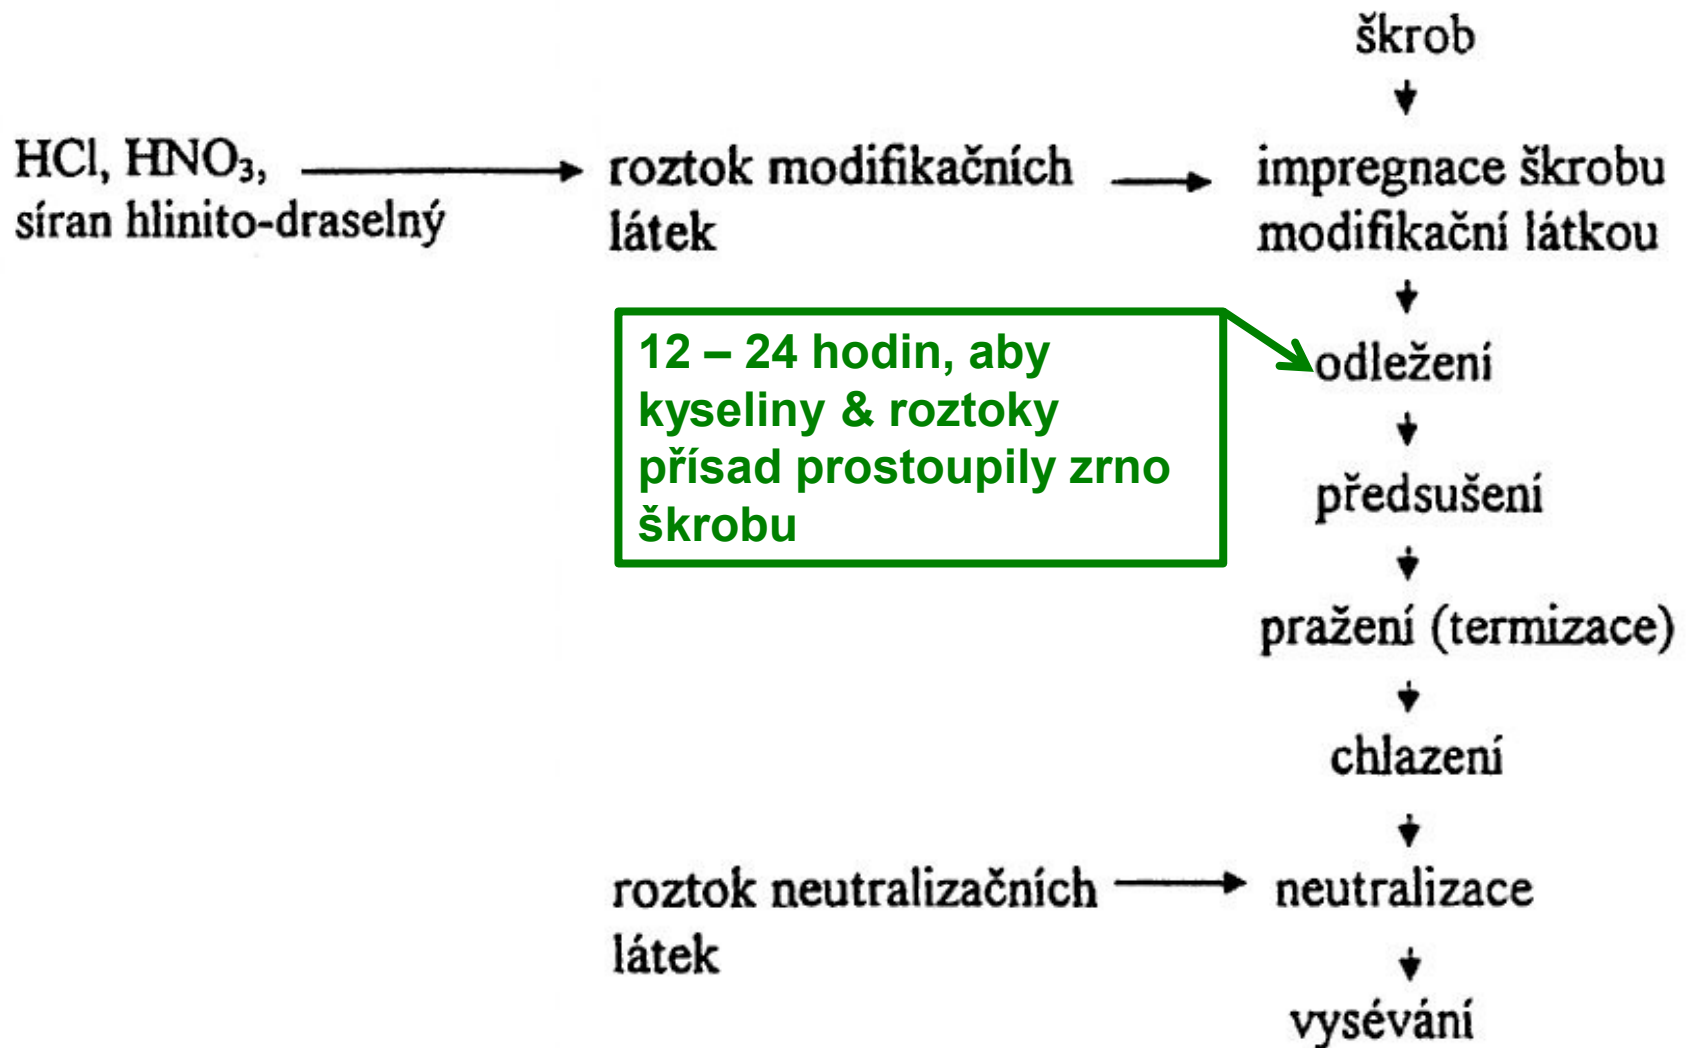 škrob
HCl, HNO₃,
síran hlinito-draselný
roztok modifikačních
látek
impregnace škrobu
modifikační látkou
12 – 24 hodin, aby
kyseliny & roztoky
přísad prostoupily zrno
škrobu
odležení
předsušení
pražení (termizace)
chlazení
roztok neutralizačních
látek
neutralizace
vysévání